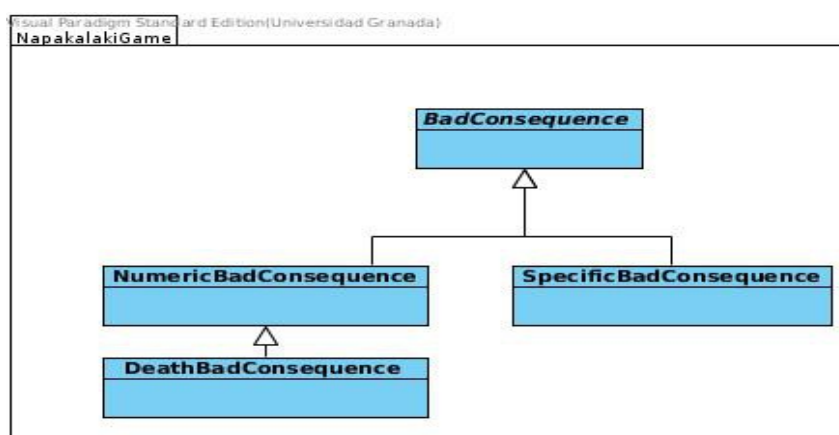 Visual Paradigm Standard Edition(Universidad Granada)
NapakalakiGame
BadConsequence
NumericBadConsequence
SpecificBadConsequence
DeathBadConsequence